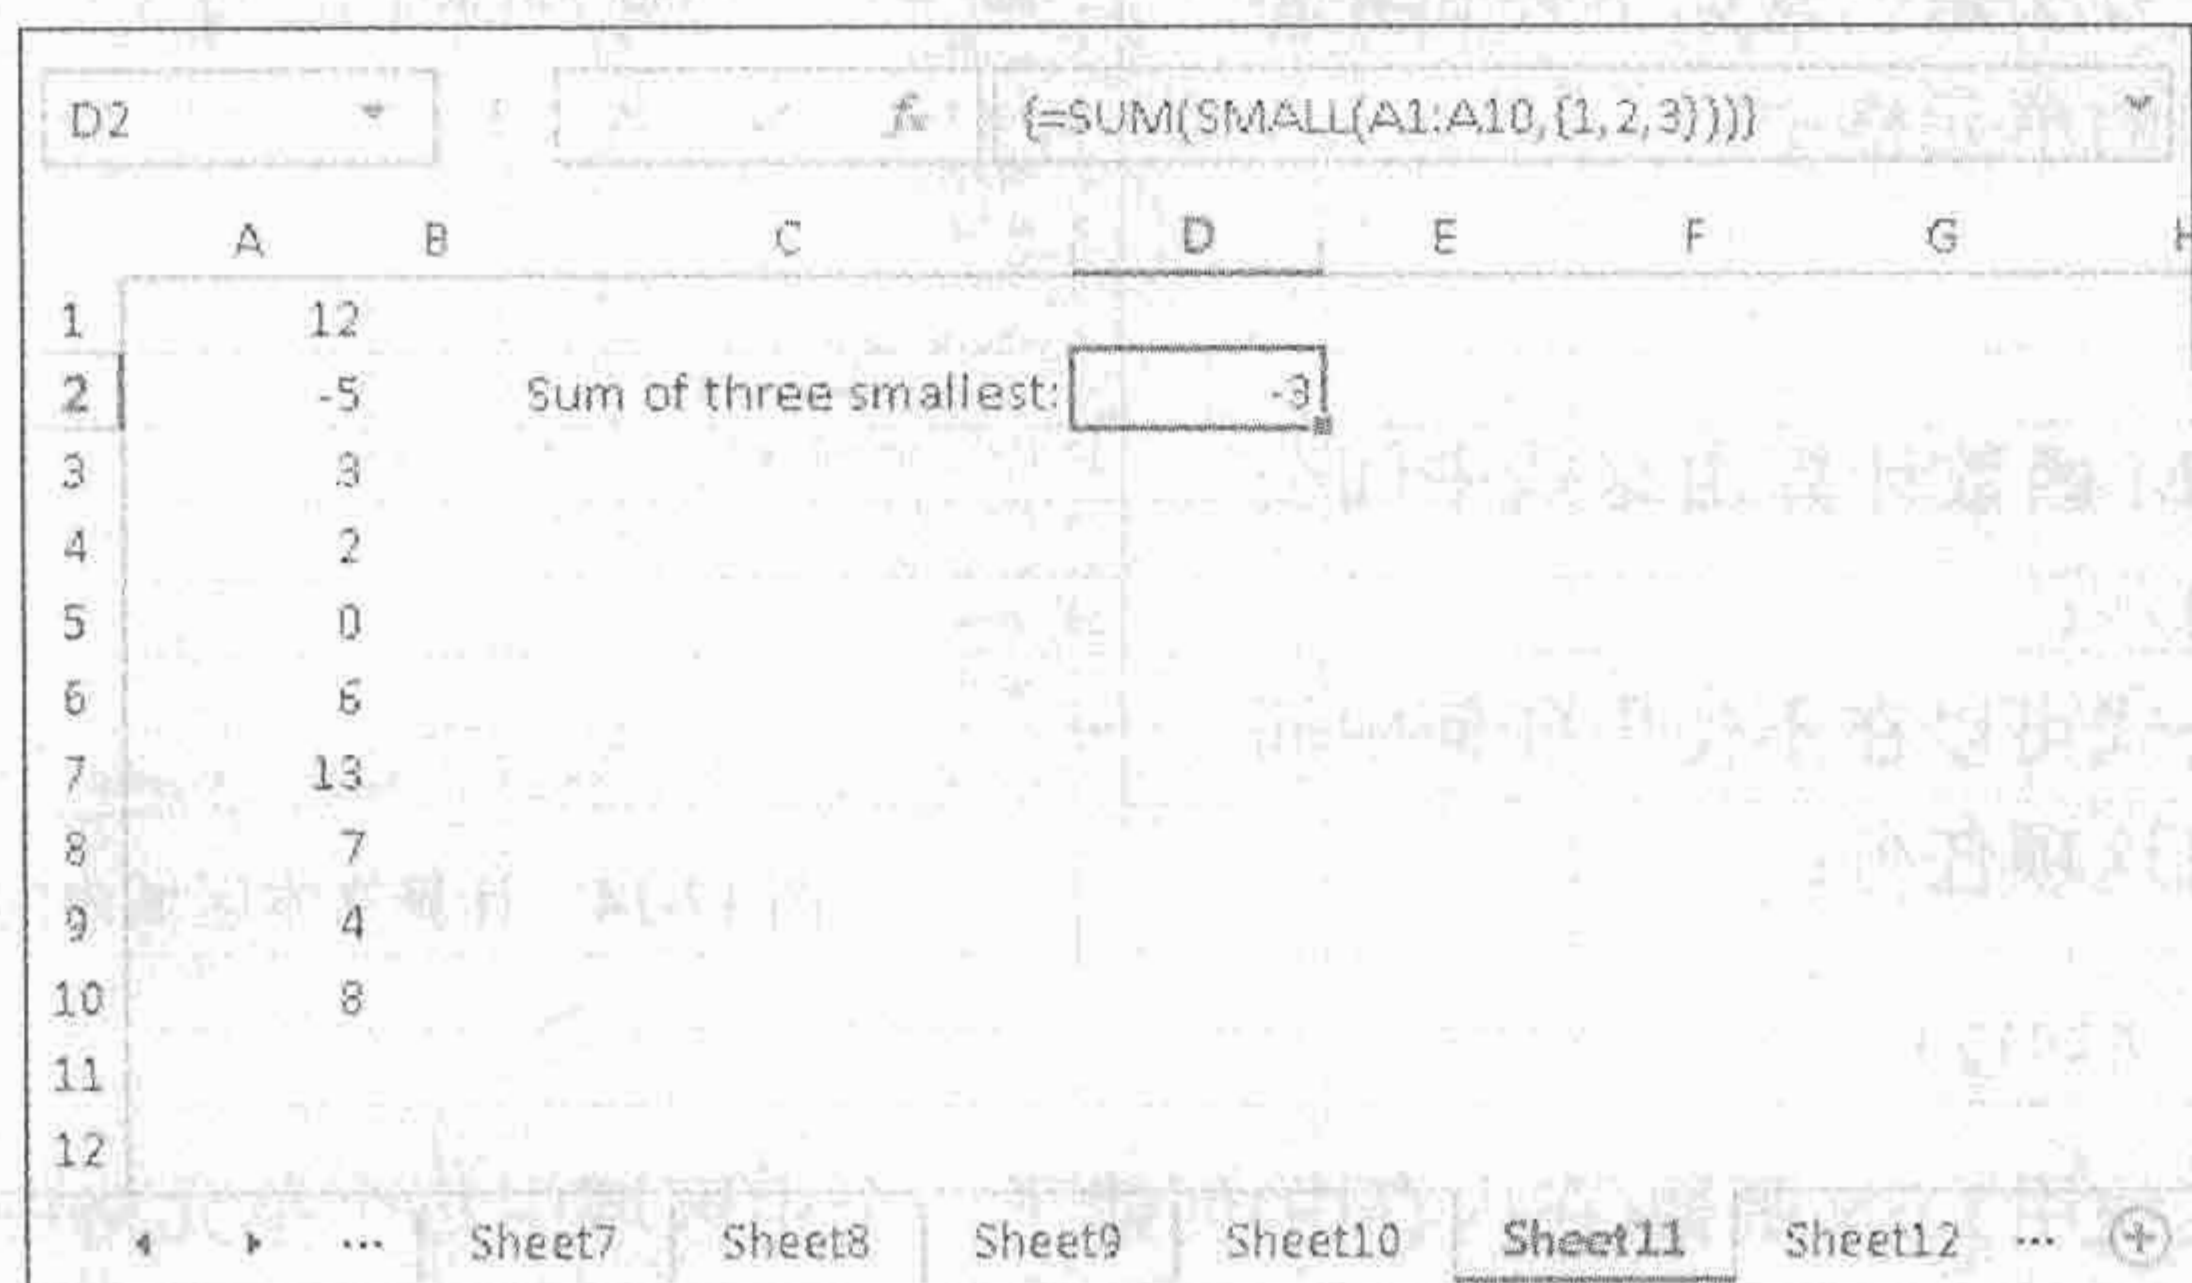 D2 fx {=SUM(SMALL(A1:A10,{1,2,3}))}
A B C D E F G H
1 12
2 -5 Sum of three smallest: -3
3 3
4 2
5 0
6 6
7 13
8 7
9 4
10 8
11
12
... Sheet7 Sheet8 Sheet9 Sheet10 Sheet11 Sheet12 ...